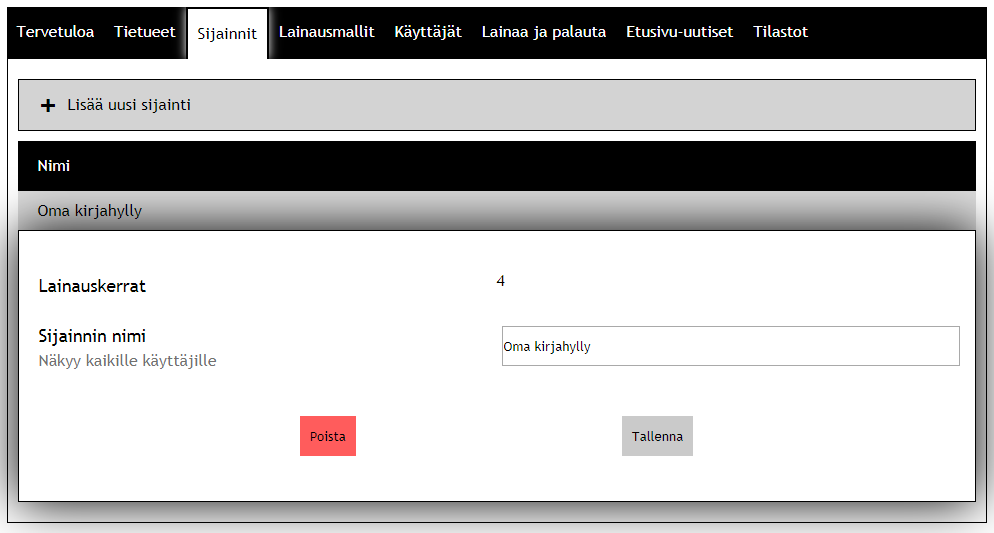 Tervetuloa Tietueet Sijainnit Lainausmallit Käyttäjät Lainaa ja palauta Etusivu-uutiset Tilastot
+ Lisää uusi sijainti
Nimi
Oma kirjahylly
Lainauskerrat 4
Sijainnin nimi
Oma kirjahylly
Näkyy kaikille käyttäjille
Poista Tallenna